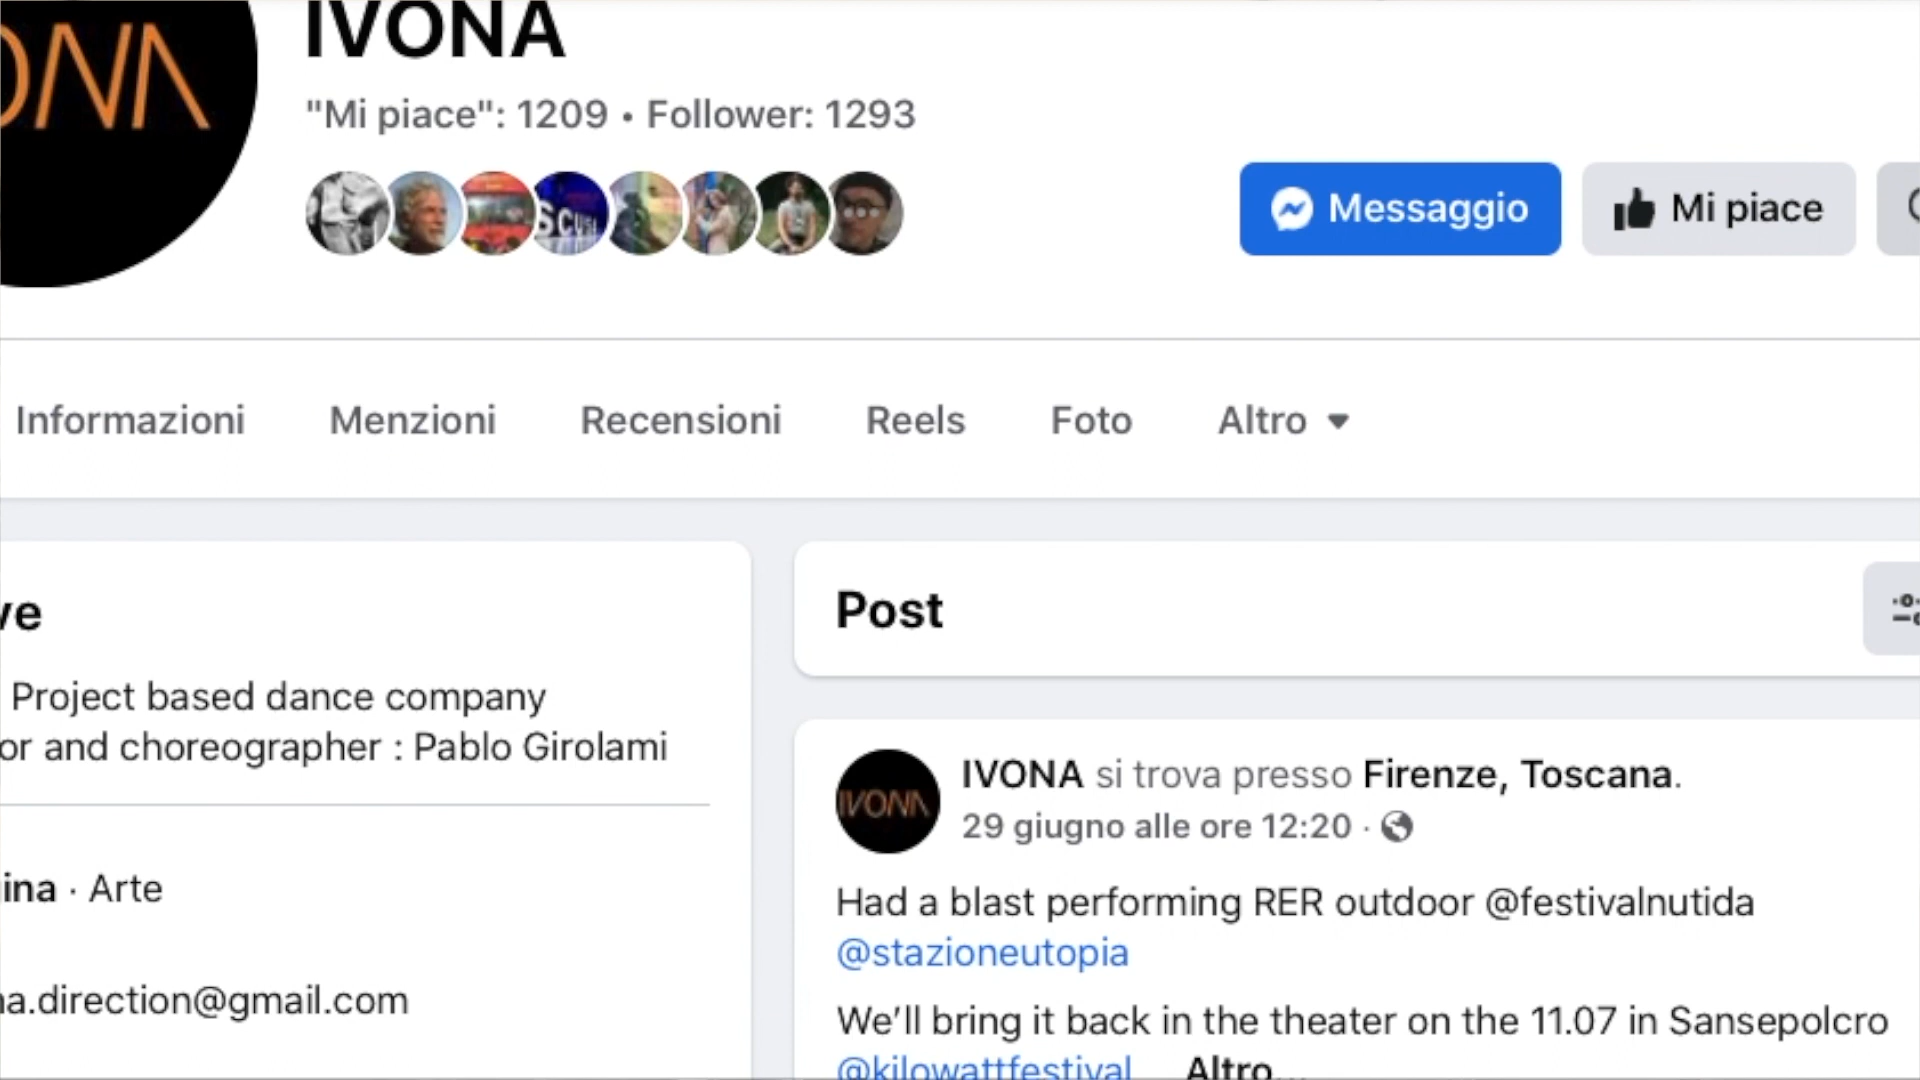 IVONA
"Mi piace": 1209 • Follower: 1293
Messaggio
Mi piace
Informazioni
Menzioni
Recensioni
Reels
Foto
Altro
ve
Project based dance company
or and choreographer : Pablo Girolami
ina · Arte
na.direction@gmail.com
Post
IVONA
IVONA si trova presso Firenze, Toscana.
29 giugno alle ore 12:20 ·
Had a blast performing RER outdoor @festivalnutida
@stazioneutopia
We’ll bring it back in the theater on the 11.07 in Sansepolcro
@kilowattfestival Altro...